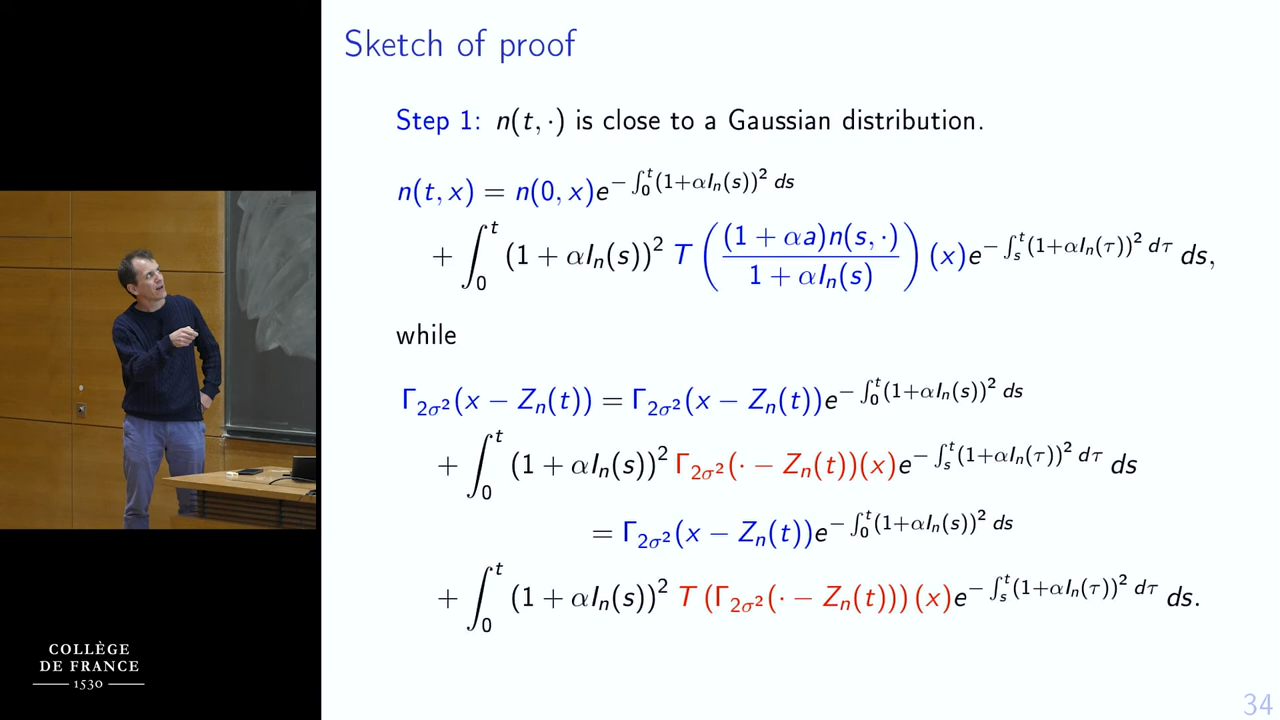 Sketch of proof
Step 1: n(t, ·) is close to a Gaussian distribution.
n(t, x) = n(0, x)e^{−∫_0^t (1+αI_n(s))^2 ds}
+ ∫_0^t (1 + αI_n(s))^2 T ( \frac{(1 + αa)n(s, ·)}{1 + αI_n(s)} ) (x)e^{−∫_s^t (1+αI_n(τ))^2 dτ} ds,
while
Γ_{2σ^2}(x − Z_n(t)) = Γ_{2σ^2}(x − Z_n(t))e^{−∫_0^t (1+αI_n(s))^2 ds}
+ ∫_0^t (1 + αI_n(s))^2 Γ_{2σ^2}(· − Z_n(t))(x)e^{−∫_s^t (1+αI_n(τ))^2 dτ} ds
= Γ_{2σ^2}(x − Z_n(t))e^{−∫_0^t (1+αI_n(s))^2 ds}
+ ∫_0^t (1 + αI_n(s))^2 T (Γ_{2σ^2}(· − Z_n(t))) (x)e^{−∫_s^t (1+αI_n(τ))^2 dτ} ds.
COLLÈGE
DE FRANCE
1530
34